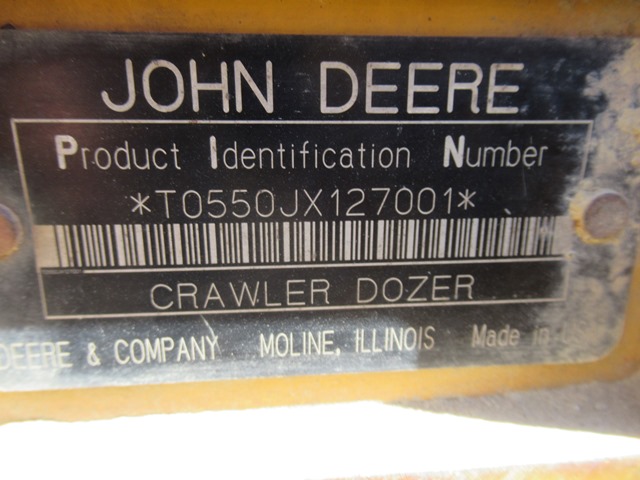 JOHN DEERE
Product Identification Number
*T0550JX127001*
CRAWLER DOZER
DEERE & COMPANY MOLINE, ILLINOIS Made in